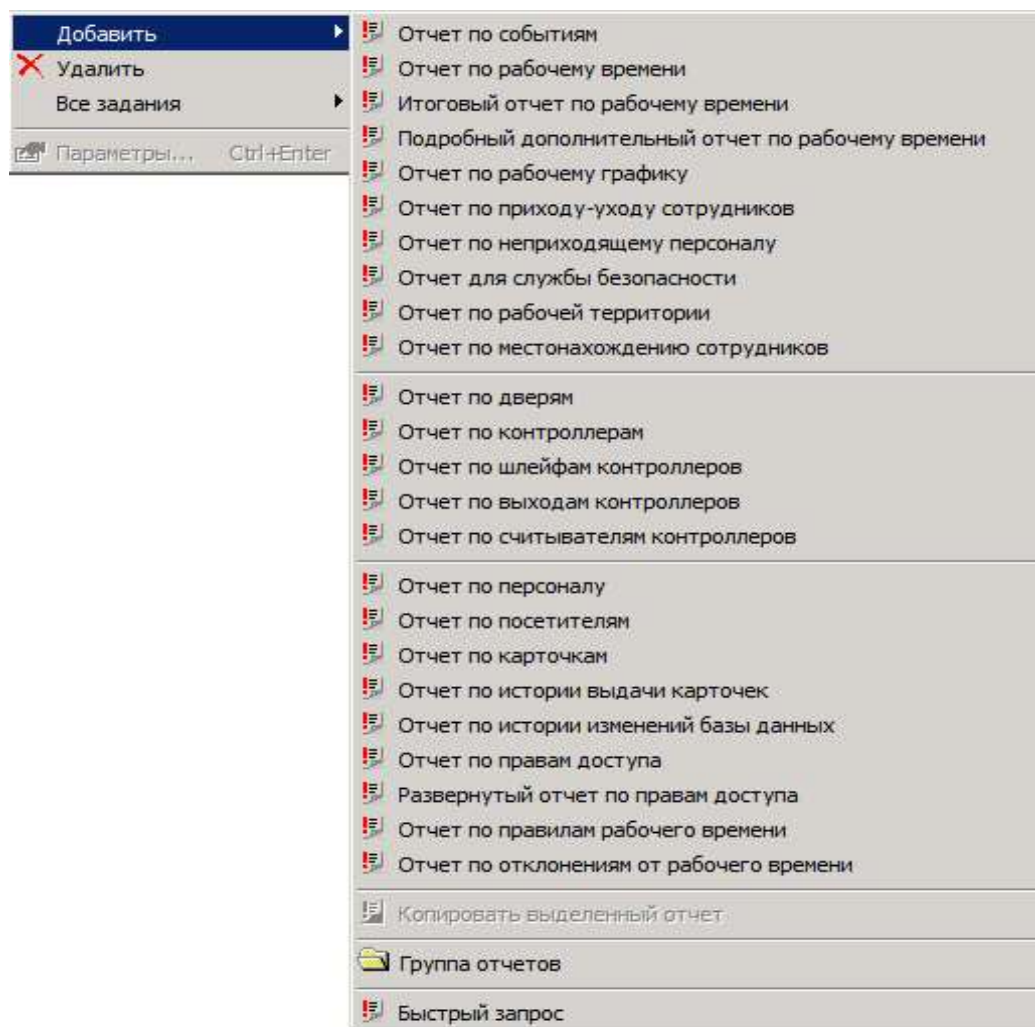 Добавить
Удалить
Все задания
Параметры... Ctrl+Enter
Отчет по событиям
Отчет по рабочему времени
Итоговый отчет по рабочему времени
Подробный дополнительный отчет по рабочему времени
Отчет по рабочему графику
Отчет по приходу-уходу сотрудников
Отчет по неприходящему персоналу
Отчет для службы безопасности
Отчет по рабочей территории
Отчет по местонахождению сотрудников
Отчет по дверям
Отчет по контроллерам
Отчет по шлейфам контроллеров
Отчет по выходам контроллеров
Отчет по считывателям контроллеров
Отчет по персоналу
Отчет по посетителям
Отчет по карточкам
Отчет по истории выдачи карточек
Отчет по истории изменений базы данных
Отчет по правам доступа
Развернутый отчет по правам доступа
Отчет по правилам рабочего времени
Отчет по отклонениям от рабочего времени
Копировать выделенный отчет
Группа отчетов
Быстрый запрос